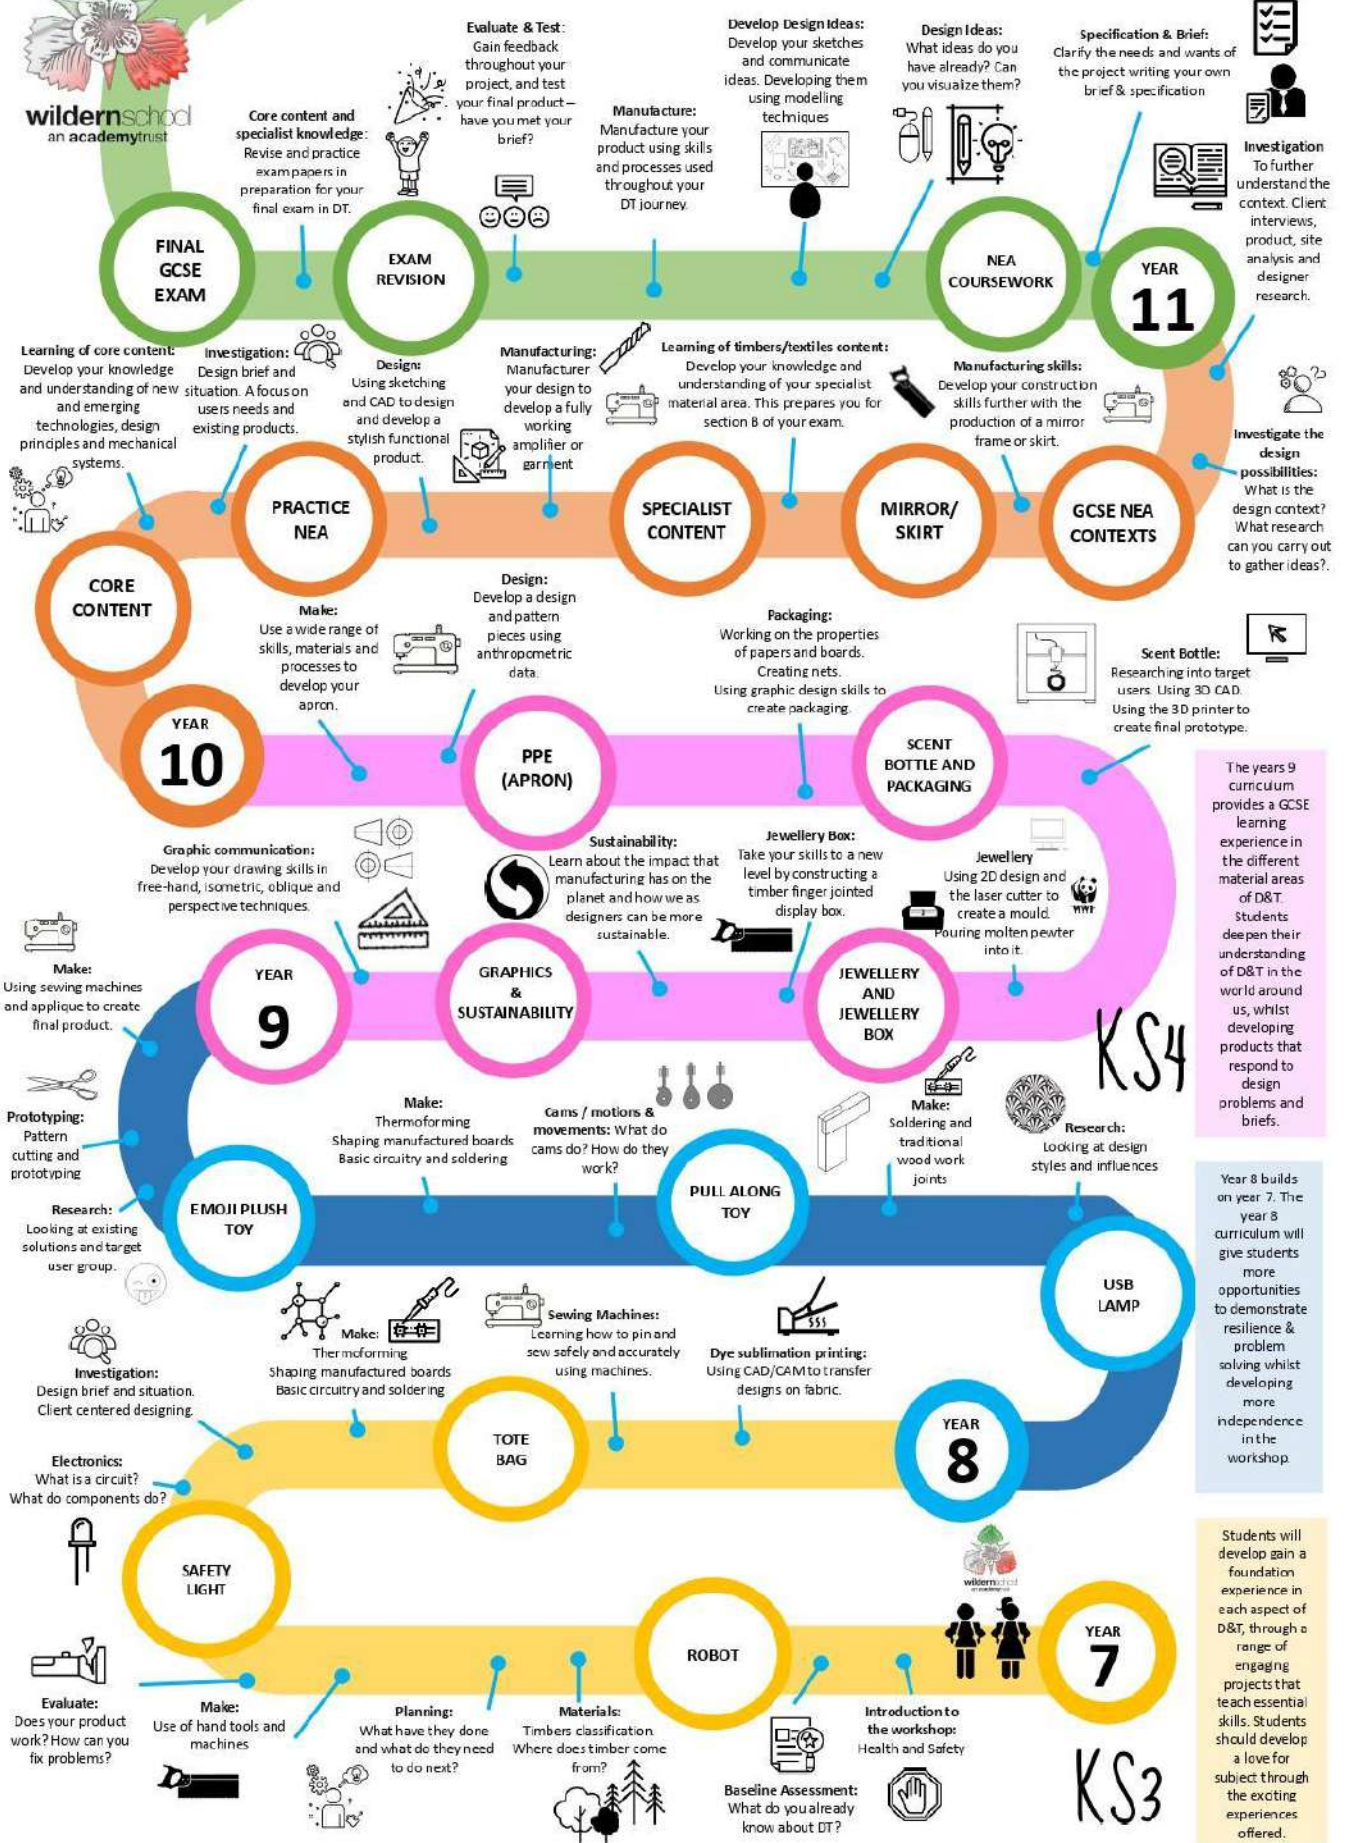 wildernschool
an academytrust
Core content and
specialist knowledge:
Revise and practice
exam papers in
preparation for your
final exam in DT.
Evaluate & Test:
Gain feedback
throughout your
project, and test
your final product –
have you met your
brief?
Manufacture:
Manufacture your
product using skills
and processes used
throughout your
DT journey.
Develop Design Ideas:
Develop your sketches
and communicate
ideas. Developing them
using modelling
techniques
Design Ideas:
What ideas do you
have already? Can
you visualize them?
Specification & Brief:
Clarify the needs and wants of
the project writing your own
brief & specification
Investigation
To further
understand the
context. Client
interviews,
product, site
analysis and
designer
research.
FINAL
GCSE
EXAM
EXAM
REVISION
NEA
COURSEWORK
YEAR
11
Learning of core content:
Develop your knowledge
and understanding of new
and emerging
technologies, design
principles and mechanical
systems.
Investigation:
Design brief and
situation. A focus on
users needs and
existing products.
Design:
Using sketching
and CAD to design
and develop a
stylish functional
product.
Manufacturing:
Manufacturer
your design to
develop a fully
working
amplifier or
garment
Learning of timbers/textiles content:
Develop your knowledge and
understanding of your specialist
material area. This prepares you for
section B of your exam.
Manufacturing skills:
Develop your construction
skills further with the
production of a mirror
frame or skirt.
Investigate the
design
possibilities:
What is the
design context?
What research
can you carry out
to gather ideas?.
CORE
CONTENT
PRACTICE
NEA
SPECIALIST
CONTENT
MIRROR/
SKIRT
GCSE NEA
CONTEXTS
Make:
Use a wide range of
skills, materials and
processes to
develop your
apron.
Design:
Develop a design
and pattern
pieces using
anthropometric
data.
Packaging:
Working on the properties
of papers and boards.
Creating nets.
Using graphic design skills to
create packaging.
Scent Bottle:
Researching into target
users. Using 3D CAD.
Using the 3D printer to
create final prototype.
YEAR
10
PPE
(APRON)
SCENT
BOTTLE AND
PACKAGING
The years 9
curriculum
provides a GCSE
learning
experience in
the different
material areas
of D&T.
Students
deepen their
understanding
of D&T in the
world around
us, whilst
developing
products that
respond to
design
problems and
briefs.
Graphic communication:
Develop your drawing skills in
free-hand, isometric, oblique and
perspective techniques.
Sustainability:
Learn about the impact that
manufacturing has on the
planet and how we as
designers can be more
sustainable.
Jewellery Box:
Take your skills to a new
level by constructing a
timber finger jointed
display box.
Jewellery
Using 2D design and
the laser cutter to
create a mould.
Pouring molten pewter
into it.
WWF
YEAR
9
GRAPHICS
&
SUSTAINABILITY
JEWELLERY
AND
JEWELLERY
BOX
KS4
Make:
Using sewing machines
and applique to create
final product.
Prototyping:
Pattern
cutting and
prototyping
Research:
Looking at existing
solutions and target
user group.
Make:
Thermoforming
Shaping manufactured boards
Basic circuitry and soldering
Cams / motions &
movements: What do
cams do? How do they
work?
Make:
Soldering and
traditional
wood work
joints
Research:
Looking at design
styles and influences
EMOJI PLUSH
TOY
PULL ALONG
TOY
USB
LAMP
Year 8 builds
on year 7. The
year 8
curriculum will
give students
more
opportunities
to demonstrate
resilience &
problem
solving whilst
developing
more
independence
in the
workshop.
Investigation:
Design brief and situation.
Client centered designing.
Make:
Thermoforming
Shaping manufactured boards
Basic circuitry and soldering
Sewing Machines:
Learning how to pin and
sew safely and accurately
using machines.
Dye sublimation printing:
Using CAD/CAM to transfer
designs on fabric.
Electronics:
What is a circuit?
What do components do?
TOTE
BAG
YEAR
8
SAFETY
LIGHT
wildernschool
ROBOT
YEAR
7
Students will
develop gain a
foundation
experience in
each aspect of
D&T, through a
range of
engaging
projects that
teach essential
skills. Students
should develop
a love for
subject through
the exciting
experiences
offered.
Evaluate:
Does your product
work? How can you
fix problems?
Make:
Use of hand tools and
machines
Planning:
What have they done
and what do they need
to do next?
Materials:
Timbers classification.
Where does timber come
from?
Baseline Assessment:
What do you already
know about DT?
Introduction to
the workshop:
Health and Safety
KS3